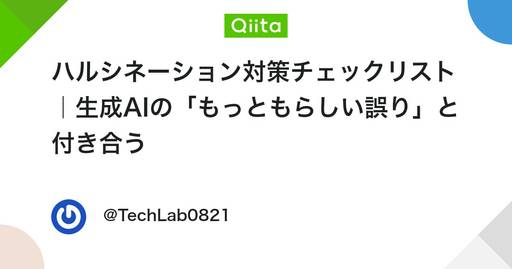 Qiita
ハルシネーション対策チェックリスト
｜生成AIの「もっともらしい誤り」と
付き合う
@TechLab0821